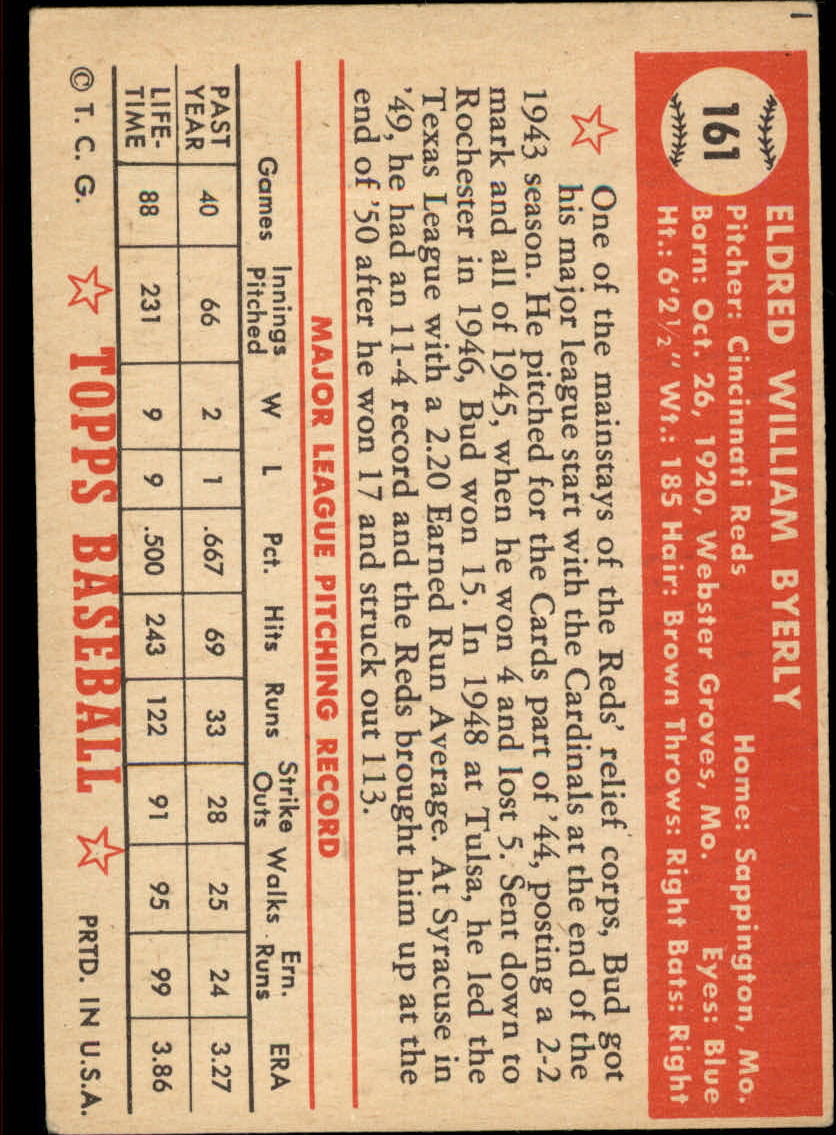 161
ELDRED WILLIAM BYERLY
Pitcher: Cincinnati Reds Home: Sappington, Mo.
Born: Oct. 26, 1920, Webster Groves, Mo. Eyes: Blue
Ht.: 6'2½" Wt.: 185 Hair: Brown Throws: Right Bats: Right
One of the mainstays of the Reds' relief corps, Bud got
his major league start with the Cardinals at the end of the
1943 season. He pitched for the Cards part of '44, posting a 2-2
mark and all of 1945, when he won 4 and lost 5. Sent down to
Rochester in 1946, Bud won 15. In 1948 at Tulsa, he led the
Texas League with a 2.20 Earned Run Average. At Syracuse in
'49, he had an 11-4 record and the Reds brought him up at the
end of '50 after he won 17 and struck out 113.
MAJOR LEAGUE PITCHING RECORD
Games Innings Pitched W L Pct. Hits Runs Strike Outs Walks Ern. Runs ERA
PAST YEAR 40 66 2 1 .667 69 33 28 25 24 3.27
LIFE-TIME 88 231 9 9 .500 243 122 91 95 99 3.86
© T. C. G. TOPPS BASEBALL PRTD. IN U.S.A.